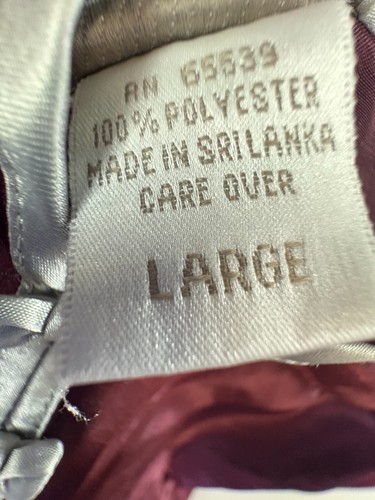 RN 65539
100% POLYESTER
MADE IN SRI LANKA
CARE OVER
LARGE